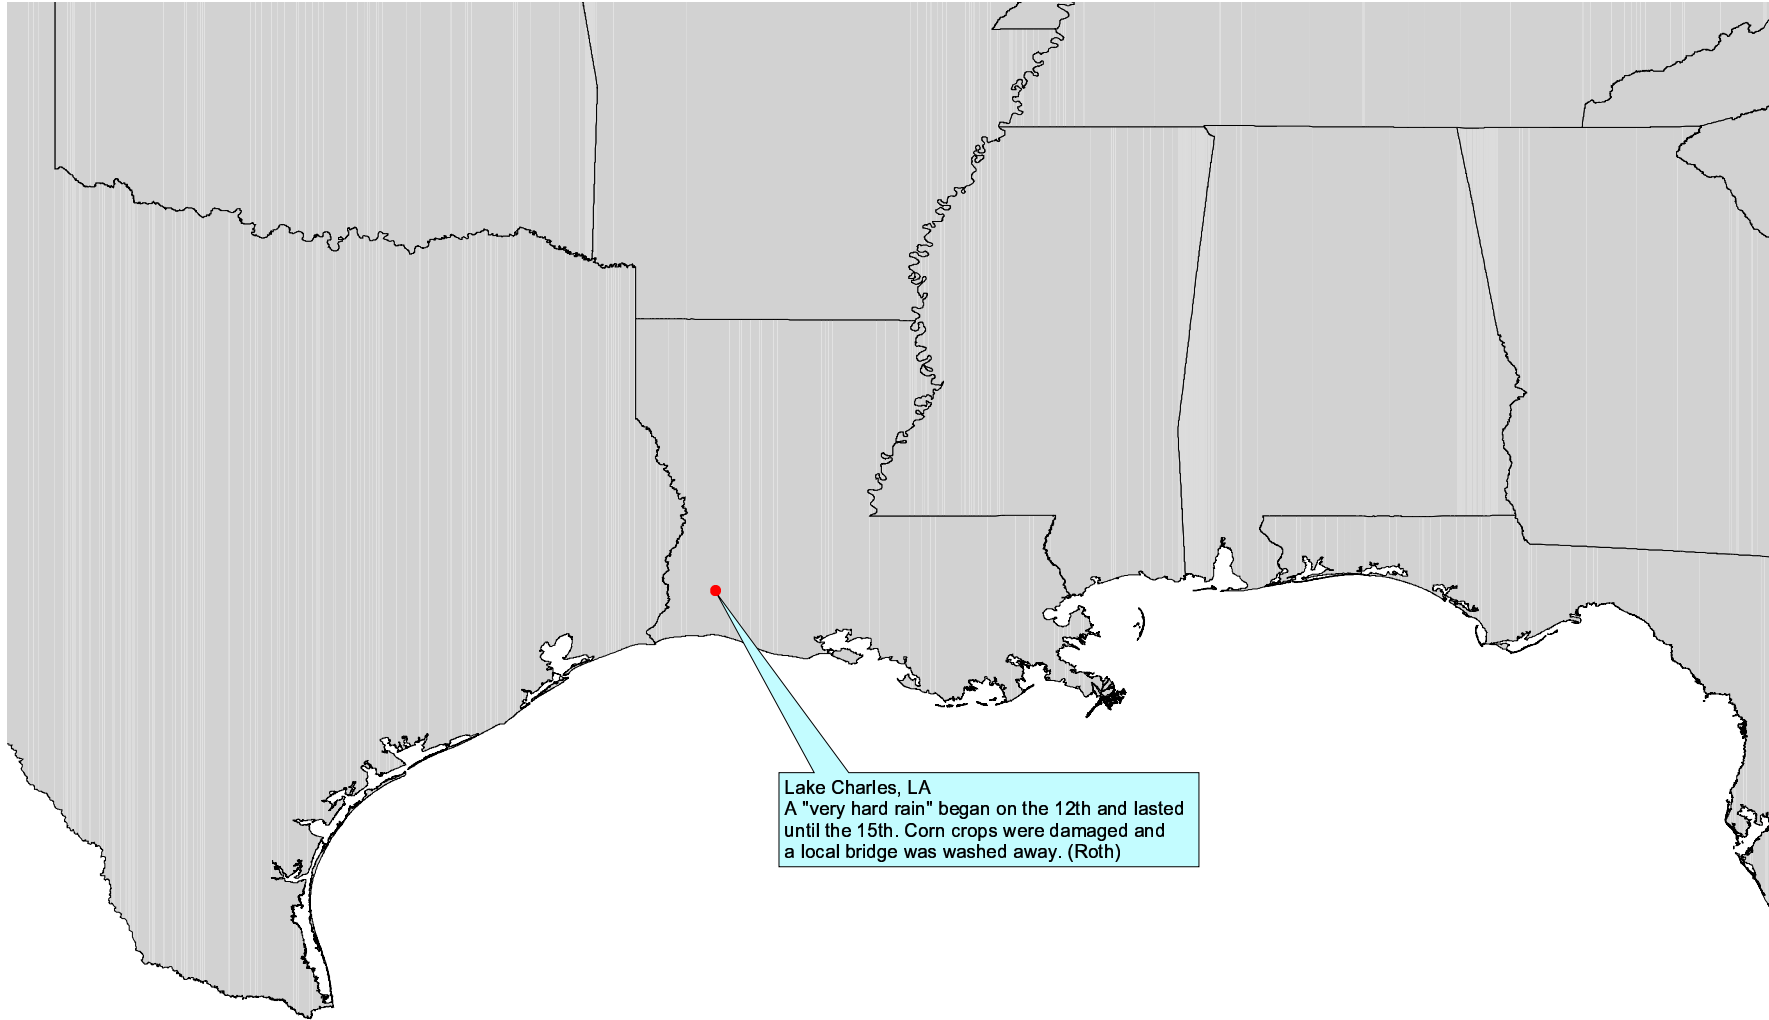 Lake Charles, LA
A "very hard rain" began on the 12th and lasted
until the 15th. Corn crops were damaged and
a local bridge was washed away. (Roth)